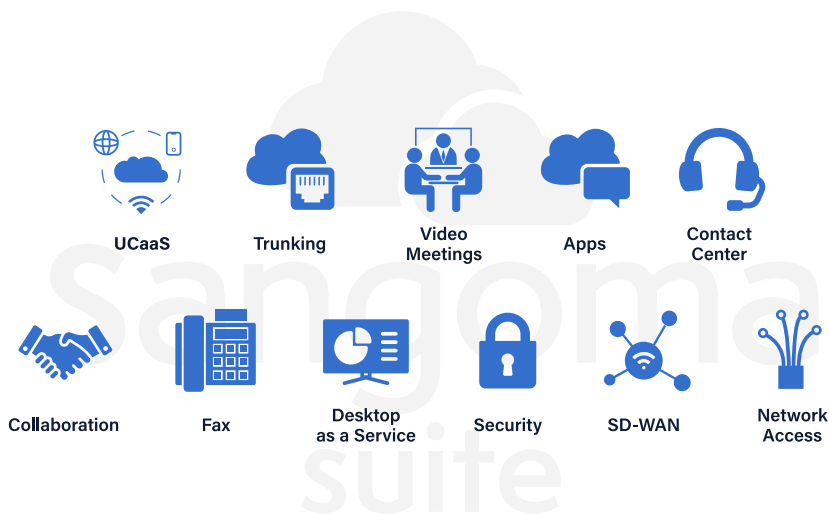 UCaaS
Trunking
Video
Meetings
Apps
Contact
Center
Collaboration
Fax
Desktop
as a Service
Security
SD-WAN
Network
Access
sangoma
suite